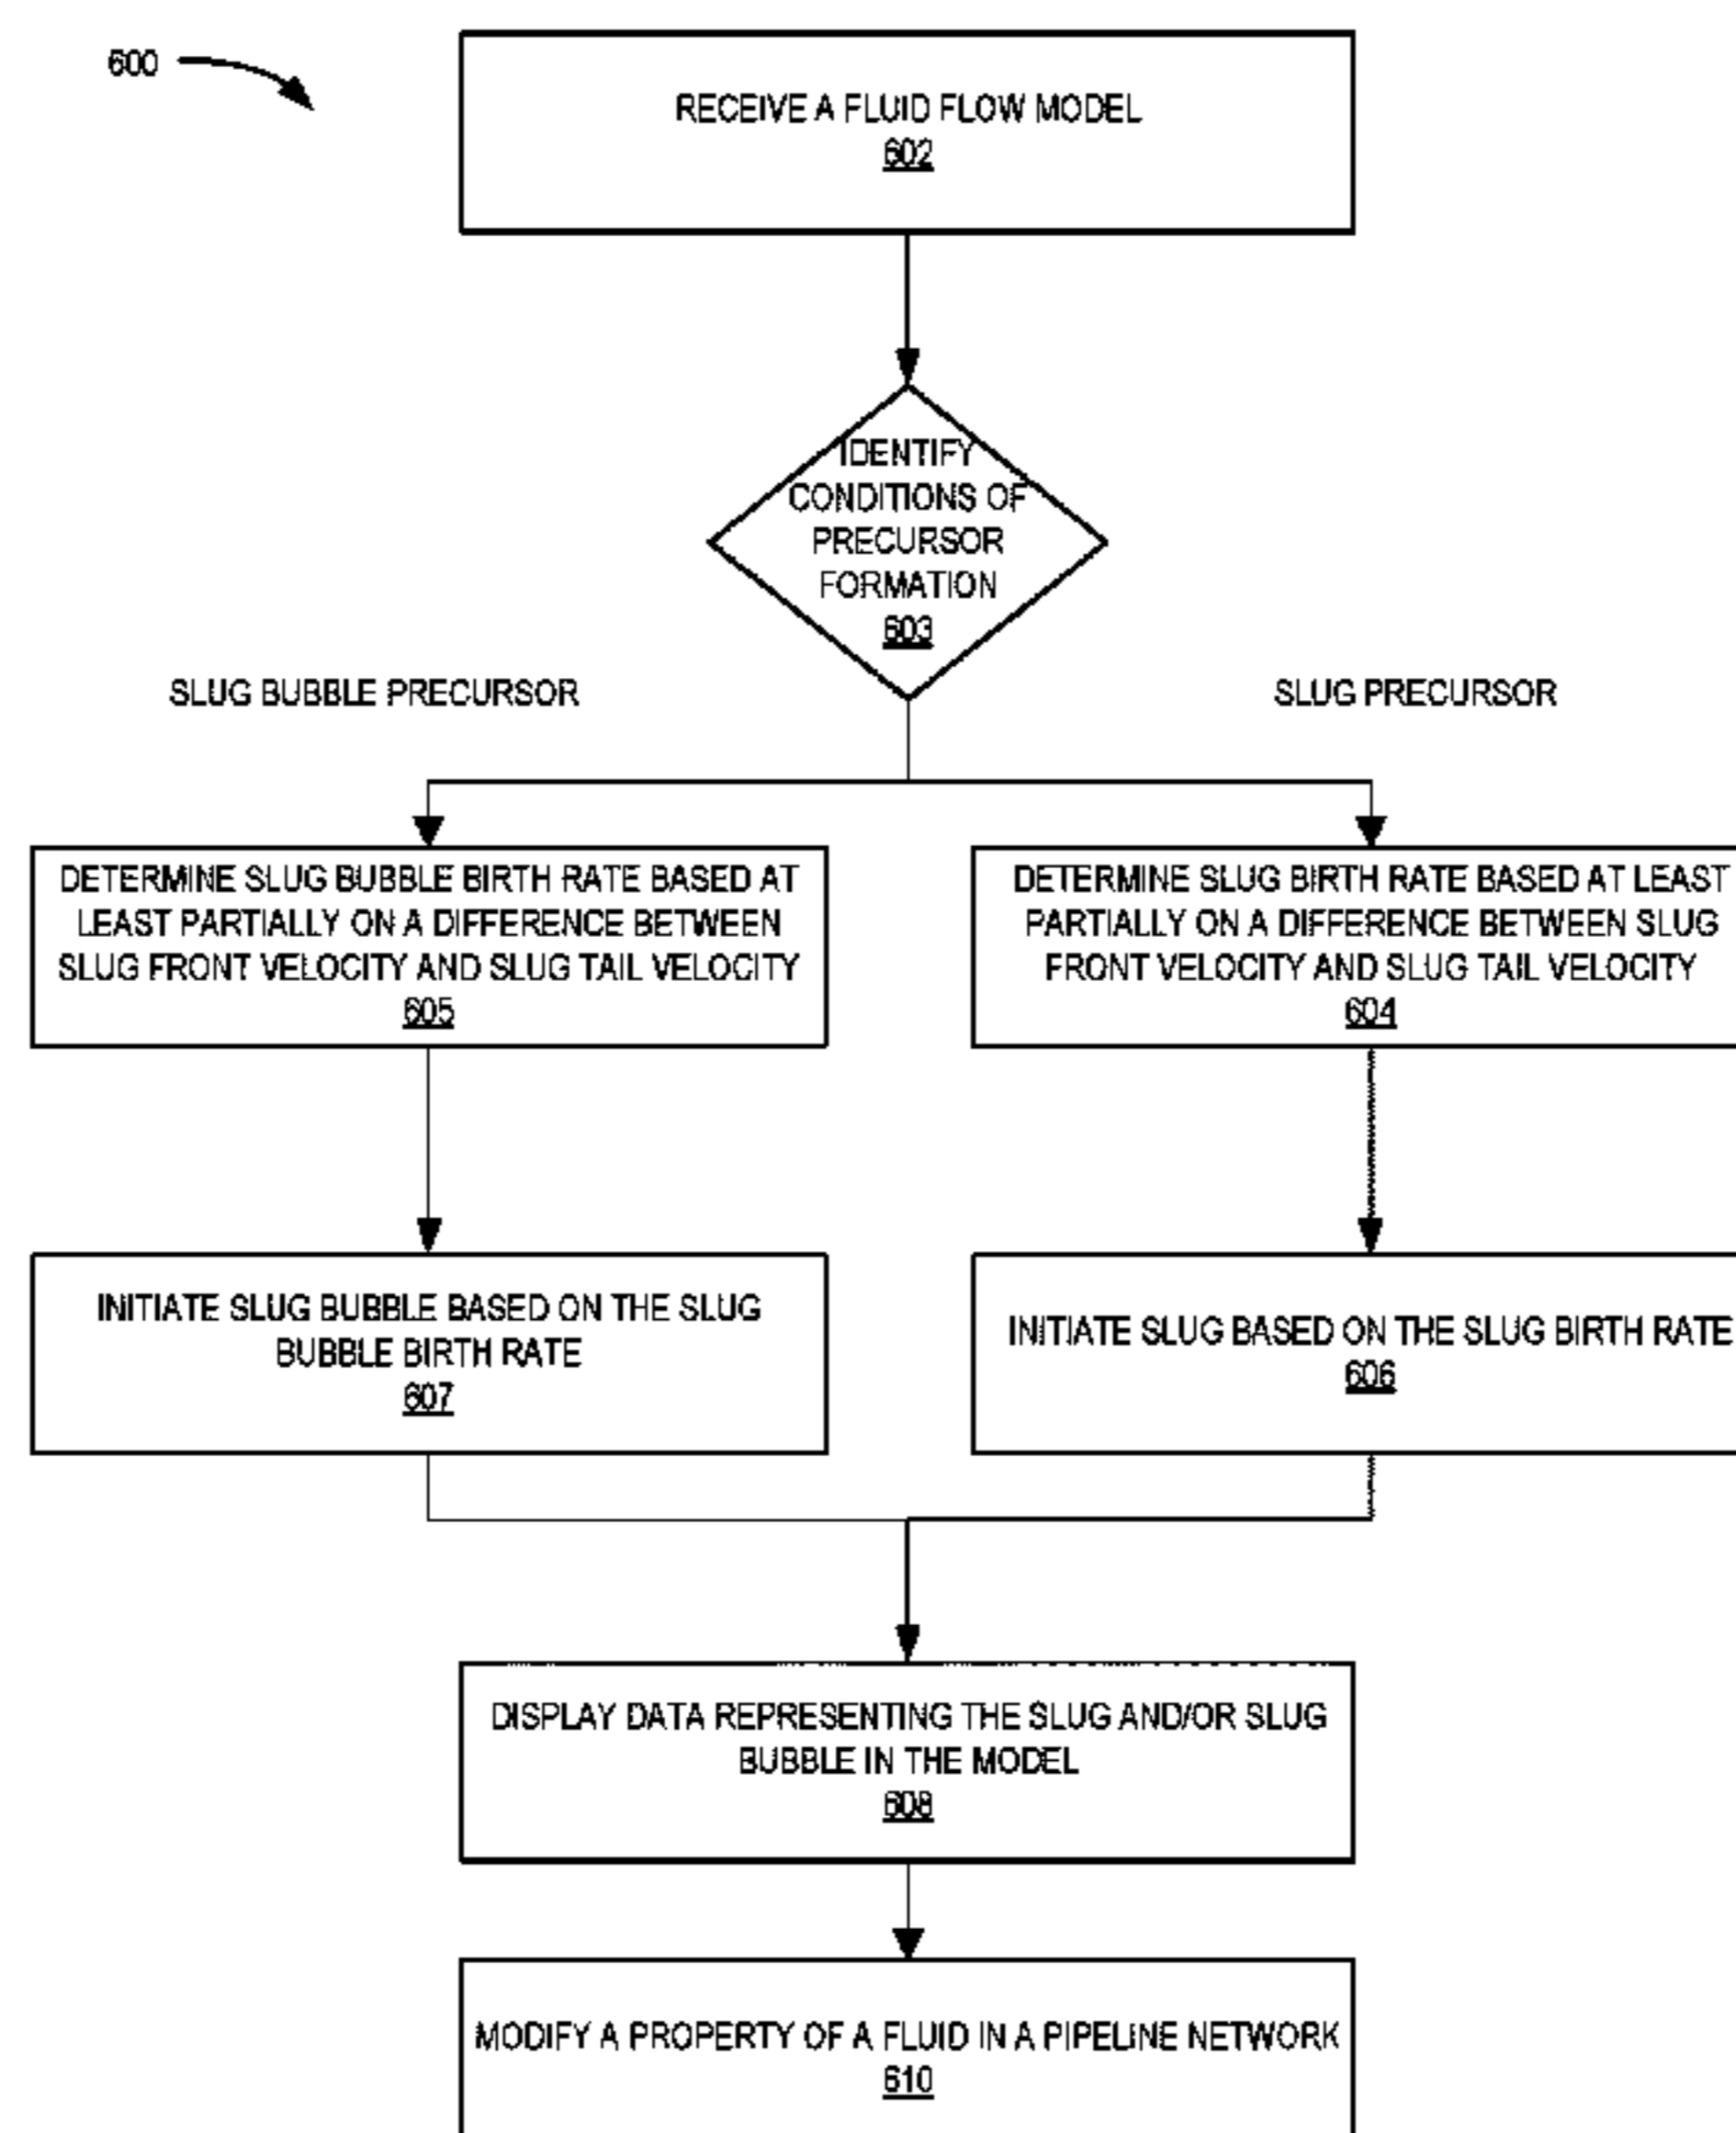 600
RECEIVE A FLUID FLOW MODEL
602
IDENTIFY
CONDITIONS OF
PRECURSOR
FORMATION
603
SLUG BUBBLE PRECURSOR
SLUG PRECURSOR
DETERMINE SLUG BUBBLE BIRTH RATE BASED AT
LEAST PARTIALLY ON A DIFFERENCE BETWEEN
SLUG FRONT VELOCITY AND SLUG TAIL VELOCITY
605
DETERMINE SLUG BIRTH RATE BASED AT LEAST
PARTIALLY ON A DIFFERENCE BETWEEN SLUG
FRONT VELOCITY AND SLUG TAIL VELOCITY
604
INITIATE SLUG BUBBLE BASED ON THE SLUG
BUBBLE BIRTH RATE
607
INITIATE SLUG BASED ON THE SLUG BIRTH RATE
606
DISPLAY DATA REPRESENTING THE SLUG AND/OR SLUG
BUBBLE IN THE MODEL
608
MODIFY A PROPERTY OF A FLUID IN A PIPELINE NETWORK
610